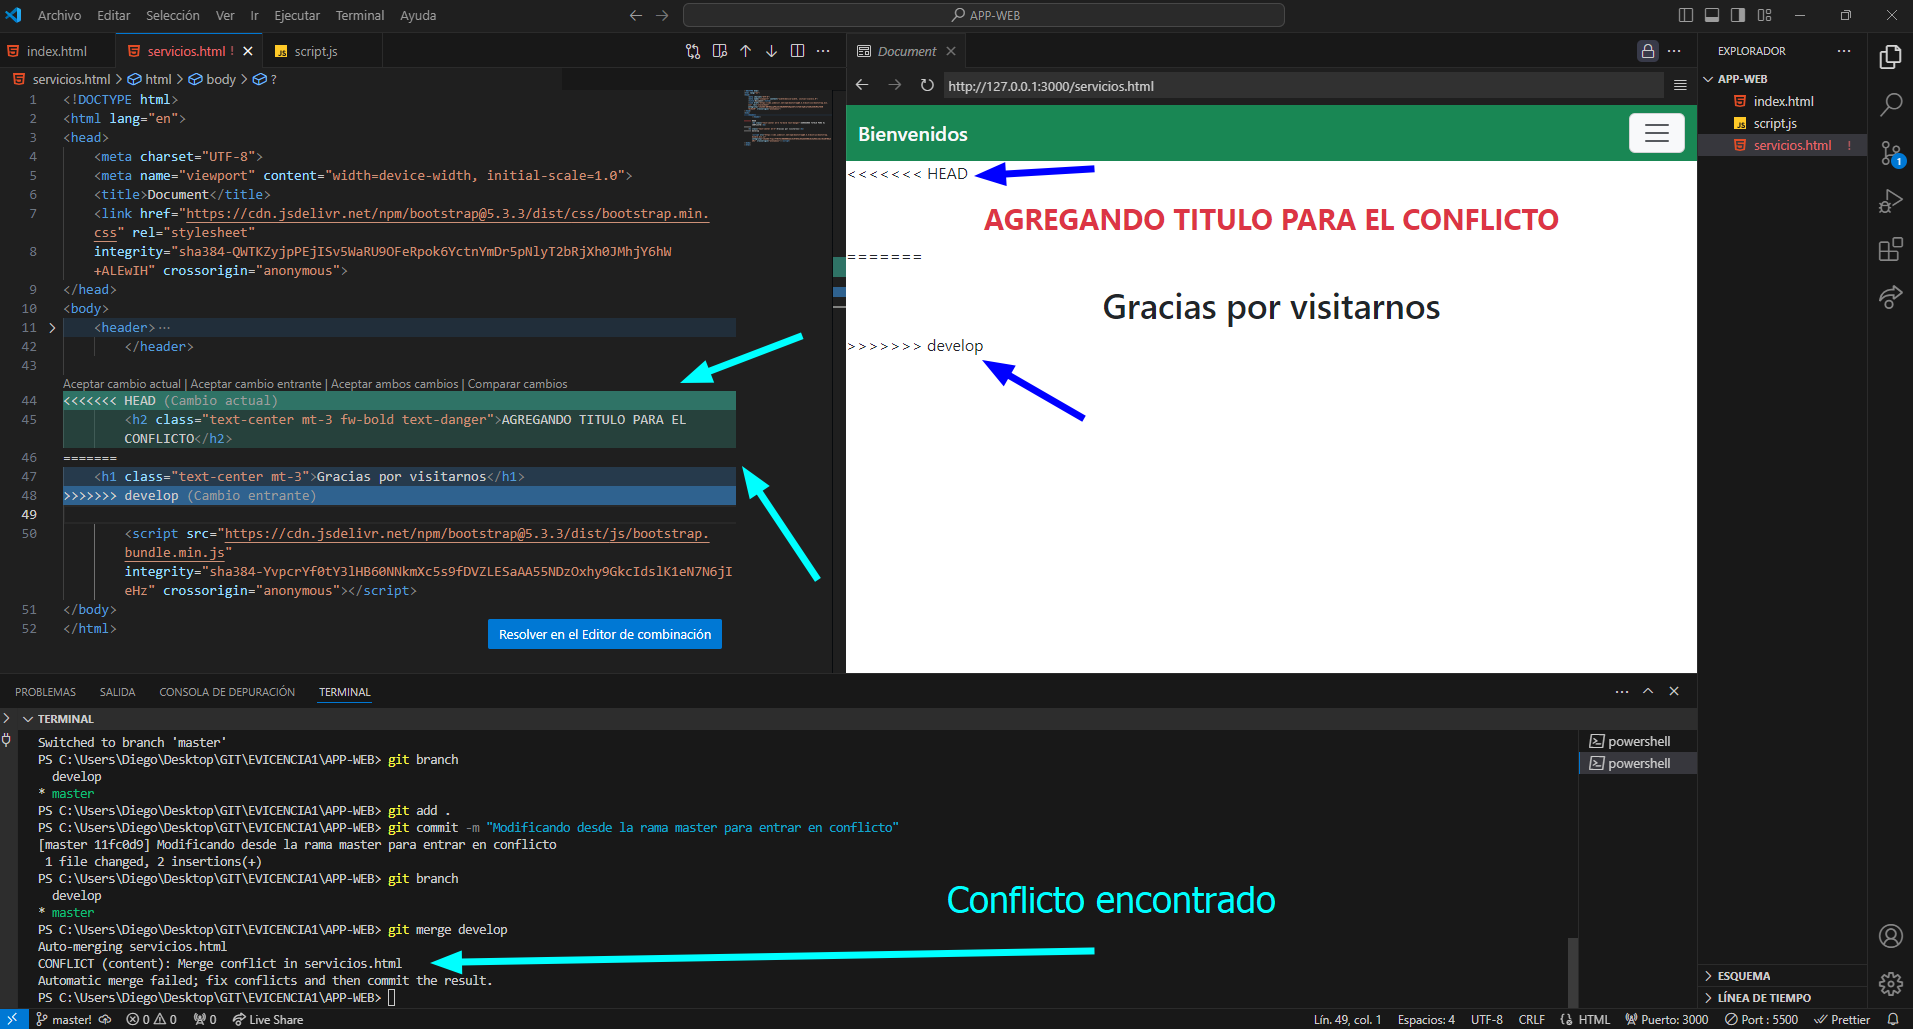 Archivo Editar Selección Ver Ir Ejecutar Terminal Ayuda
APP-WEB
index.html
servicios.html !
JS script.js
servicios.html > html > body > ?
1 <!DOCTYPE html>
2 <html lang="en">
3 <head>
4 <meta charset="UTF-8">
5 <meta name="viewport" content="width=device-width, initial-scale=1.0">
6 <title>Document</title>
7 <link href="https://cdn.jsdelivr.net/npm/bootstrap@5.3.3/dist/css/bootstrap.min.
css" rel="stylesheet"
8 integrity="sha384-QWTKZyjpPEjISv5WaRU9OFeRpok6YctnYmDr5pNlyT2bRjXh0JMhjY6hW
+ALEwIH" crossorigin="anonymous">
9 </head>
10 <body>
11 <header> ···
42 </header>
43
Aceptar cambio actual | Aceptar cambio entrante | Aceptar ambos cambios | Comparar cambios
44 <<<<<<< HEAD (Cambio actual)
45 <h2 class="text-center mt-3 fw-bold text-danger">AGREGANDO TITULO PARA EL
CONFLICTO</h2>
46 =======
47 <h1 class="text-center mt-3">Gracias por visitarnos</h1>
48 >>>>>>> develop (Cambio entrante)
49
50 <script src="https://cdn.jsdelivr.net/npm/bootstrap@5.3.3/dist/js/bootstrap.
bundle.min.js"
integrity="sha384-YvpcrYf0tY3lHB60NNkmXc5s9fDVZLESaAA55NDzOxhy9GkcIdslK1eN7N6jI
eHz" crossorigin="anonymous"></script>
51 </body>
52 </html>
Resolver en el Editor de combinación
Document
http://127.0.0.1:3000/servicios.html
Bienvenidos
<<<<<<< HEAD
AGREGANDO TITULO PARA EL CONFLICTO
=======
Gracias por visitarnos
>>>>>>> develop
EXPLORADOR
APP-WEB
index.html
JS script.js
servicios.html !
1
PROBLEMAS SALIDA CONSOLA DE DEPURACIÓN TERMINAL
TERMINAL
Switched to branch 'master'
PS C:\Users\Diego\Desktop\GIT\EVICENCIA1\APP-WEB> git branch
develop
* master
PS C:\Users\Diego\Desktop\GIT\EVICENCIA1\APP-WEB> git add .
PS C:\Users\Diego\Desktop\GIT\EVICENCIA1\APP-WEB> git commit -m "Modificando desde la rama master para entrar en conflicto"
[master 11fc0d9] Modificando desde la rama master para entrar en conflicto
1 file changed, 2 insertions(+)
PS C:\Users\Diego\Desktop\GIT\EVICENCIA1\APP-WEB> git branch
develop
* master
PS C:\Users\Diego\Desktop\GIT\EVICENCIA1\APP-WEB> git merge develop
Auto-merging servicios.html
CONFLICT (content): Merge conflict in servicios.html
Automatic merge failed; fix conflicts and then commit the result.
PS C:\Users\Diego\Desktop\GIT\EVICENCIA1\APP-WEB>
Conflicto encontrado
powershell
powershell
ESQUEMA
LÍNEA DE TIEMPO
master! 0 0 0 Live Share
Lín. 49, col. 1 Espacios: 4 UTF-8 CRLF HTML Puerto: 3000 Port : 5500 Prettier